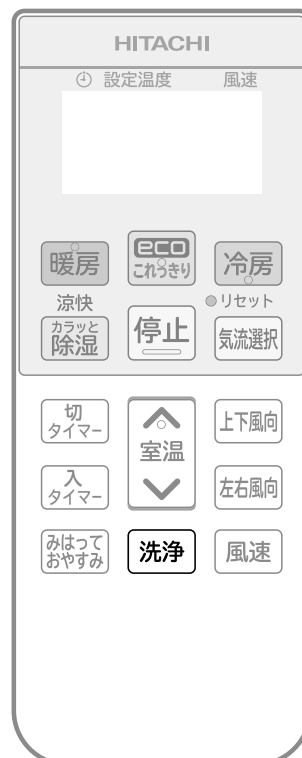 HITACHI
設定温度 風速
暖房
eco
これっきり
冷房
涼快
リセット
カラッと
除湿
停止
気流選択
切
タイマー
室温
上下風向
入
タイマー
左右風向
みはって
おやすみ
洗浄
風速